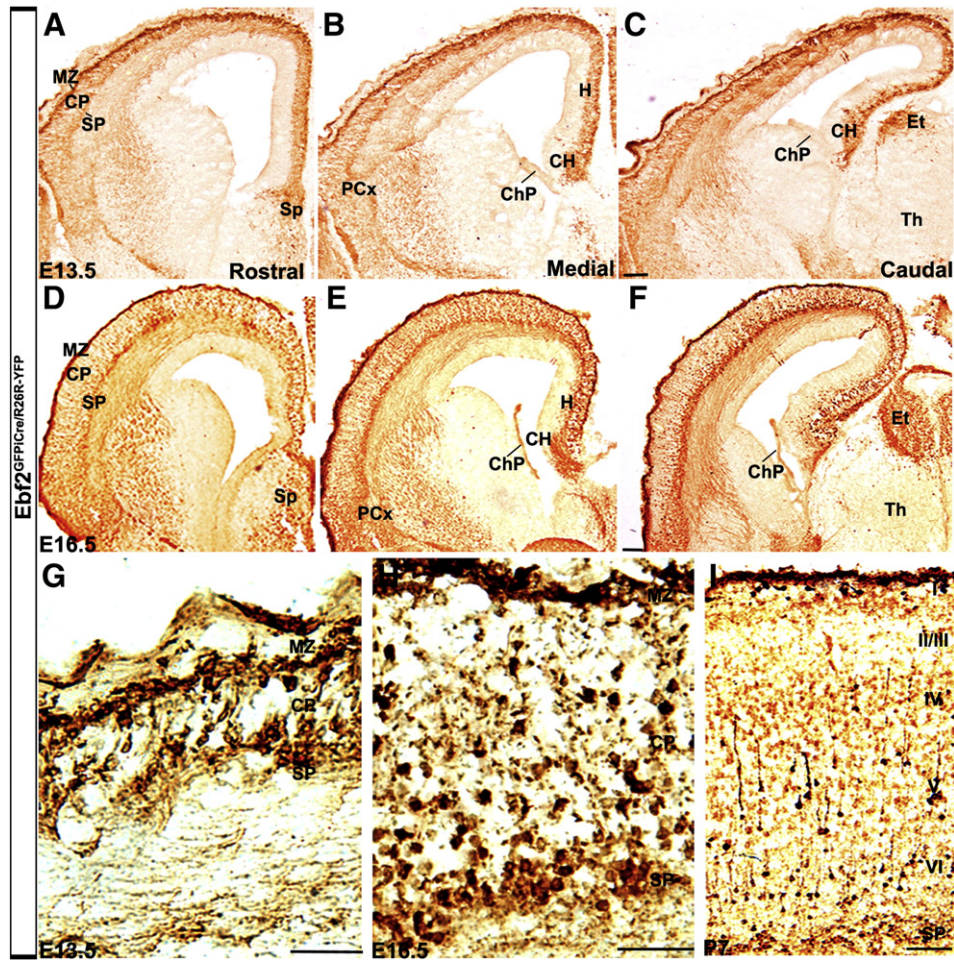 Ebf2GFPiCre/R26R-YFP
A
MZ
CP
SP
Sp
E13.5
Rostral
B
H
CH
ChP
PCx
Medial
C
CH
Et
ChP
Th
Caudal
D
MZ
CP
SP
Sp
E16.5
E
H
CH
ChP
PCx
F
Et
ChP
Th
G
MZ
CP
SP
E13.5
H
MZ
CP
SP
E16.5
I
I
II/III
IV
V
VI
SP
P7